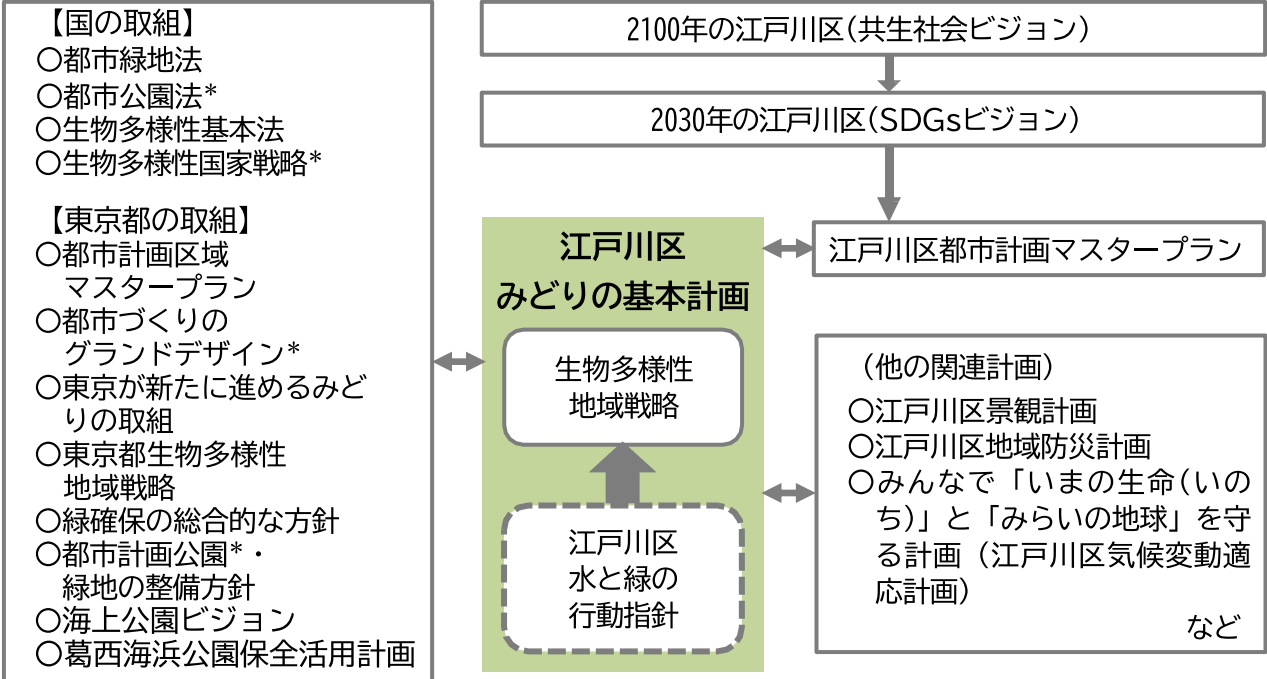 【国の取組】
〇都市緑地法
〇都市公園法*
〇生物多様性基本法
〇生物多様性国家戦略*
【東京都の取組】
〇都市計画区域
マスタープラン
〇都市づくりの
グランドデザイン*
〇東京が新たに進めるみど
りの取組
〇東京都生物多様性
地域戦略
〇緑確保の総合的な方針
〇都市計画公園*・
緑地の整備方針
〇海上公園ビジョン
〇葛西海浜公園保全活用計画
2100年の江戸川区(共生社会ビジョン)
2030年の江戸川区(SDGsビジョン)
江戸川区都市計画マスタープラン
江戸川区
みどりの基本計画
生物多様性
地域戦略
江戸川区
水と緑の
行動指針
(他の関連計画)
〇江戸川区景観計画
〇江戸川区地域防災計画
〇みんなで「いまの生命(いの
ち)」と「みらいの地球」を守
る計画(江戸川区気候変動適
応計画)
など